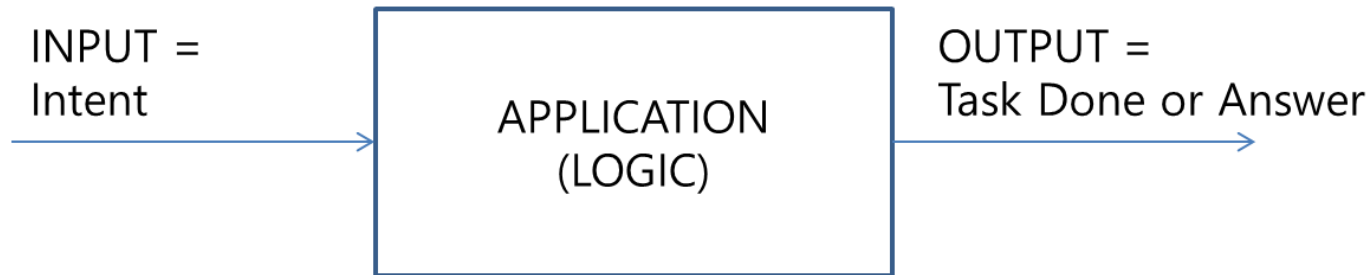 INPUT =
Intent
APPLICATION
(LOGIC)
OUTPUT =
Task Done or Answer